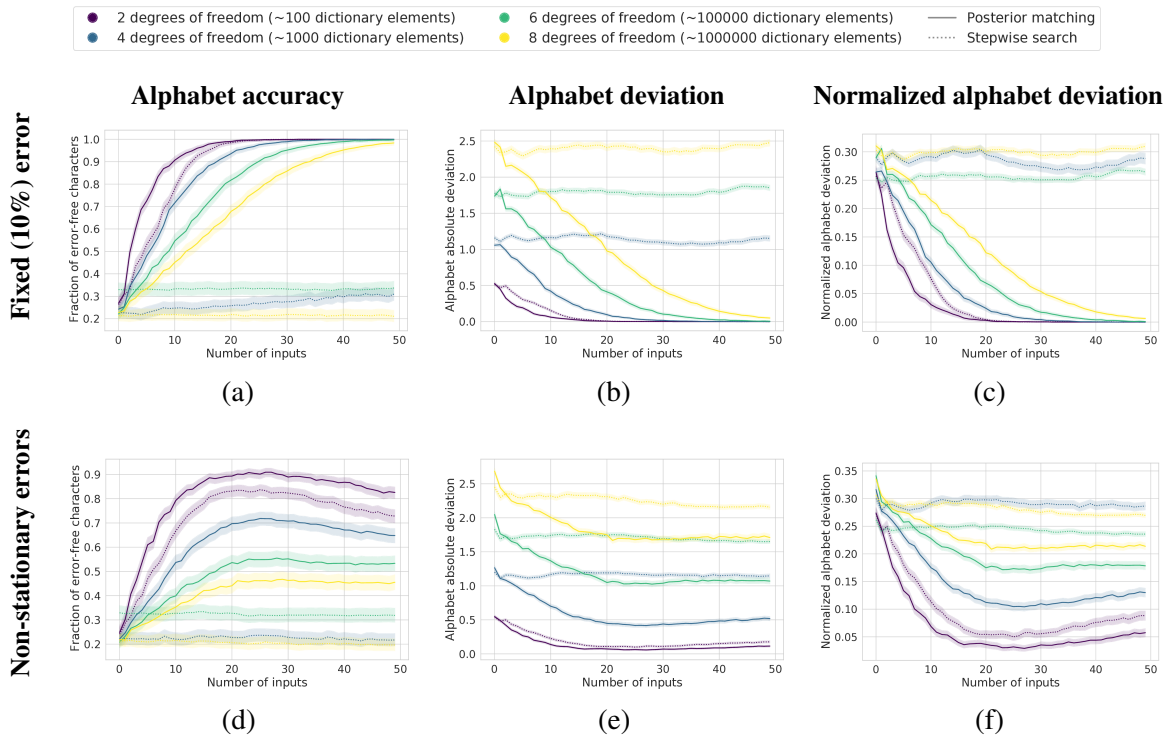 2 degrees of freedom (~100 dictionary elements)
4 degrees of freedom (~1000 dictionary elements)
6 degrees of freedom (~100000 dictionary elements)
8 degrees of freedom (~1000000 dictionary elements)
Posterior matching
Stepwise search
Alphabet accuracy
Alphabet deviation
Normalized alphabet deviation
Fixed (10%) error
Fraction of error-free characters
1.0
0.9
0.8
0.7
0.6
0.5
0.4
0.3
0.2
0 10 20 30 40 50
Number of inputs
(a)
Alphabet absolute deviation
2.5
2.0
1.5
1.0
0.5
0.0
0 10 20 30 40 50
Number of inputs
(b)
Normalized alphabet deviation
0.30
0.25
0.20
0.15
0.10
0.05
0.00
0 10 20 30 40 50
Number of inputs
(c)
Non-stationary errors
Fraction of error-free characters
0.9
0.8
0.7
0.6
0.5
0.4
0.3
0.2
0 10 20 30 40 50
Number of inputs
(d)
Alphabet absolute deviation
2.5
2.0
1.5
1.0
0.5
0.0
0 10 20 30 40 50
Number of inputs
(e)
Normalized alphabet deviation
0.35
0.30
0.25
0.20
0.15
0.10
0.05
0 10 20 30 40 50
Number of inputs
(f)